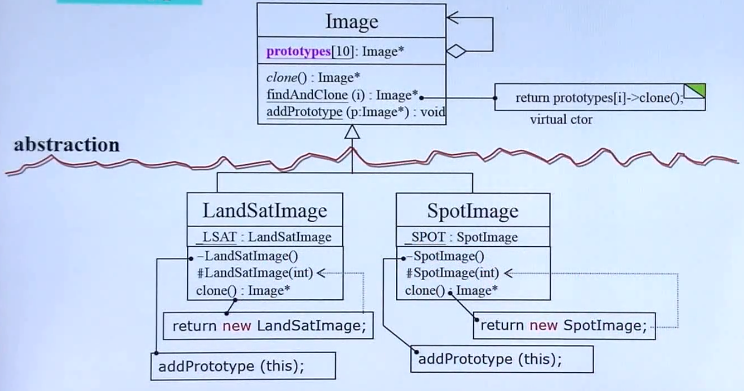 Image
prototypes[10]: Image*
clone() : Image*
findAndClone (i) : Image*
addPrototype (p:Image*) : void
return prototypes[i]->clone();
virtual ctor
abstraction
LandSatImage
_LSAT : LandSatImage
–LandSatImage()
#LandSatImage(int)
clone() : Image*
return new LandSatImage;
addPrototype (this);
SpotImage
_SPOT : SpotImage
–SpotImage()
#SpotImage(int)
clone() : Image*
return new SpotImage;
addPrototype (this);